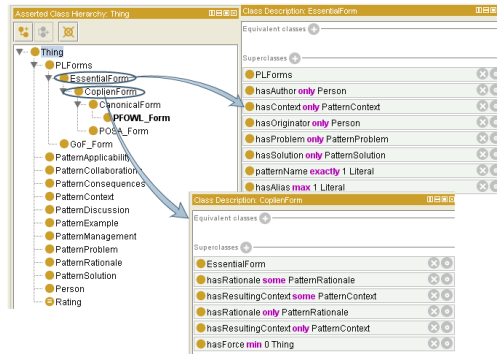 Asserted Class Hierarchy: Thing
Thing
PLForms
EssentialForm
CoplienForm
CanonicalForm
PFOWL_Form
POSA_Form
GoF_Form
PatternApplicability
PatternCollaborations
PatternConsequences
PatternContext
PatternDiscussion
PatternExample
PatternManagement
PatternProblem
PatternRationale
PatternSolution
Person
Rating
Class Description: EssentialForm
Equivalent classes
Superclasses
PLForms
hasAuthor only Person
hasContext only PatternContext
hasOriginator only Person
hasProblem only PatternProblem
hasSolution only PatternSolution
patternName exactly 1 Literal
hasAlias max 1 Literal
Class Description: CoplienForm
Equivalent classes
Superclasses
EssentialForm
hasRationale some PatternRationale
hasResultingContext some PatternContext
hasRationale only PatternRationale
hasResultingContext only PatternContext
hasForce min 0 Thing